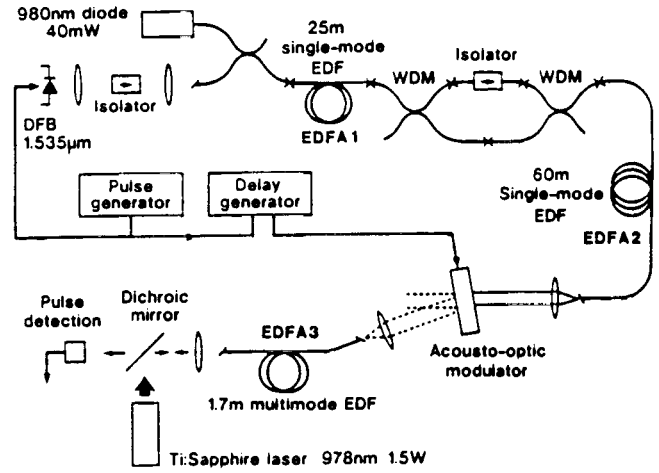 980nm diode
40mW
25m
single-mode
EDF
Isolator
WDM
WDM
Isolator
EDFA1
DFB
1.535µm
Pulse
generator
Delay
generator
60m
Single-mode
EDF
EDFA2
Pulse
detection
Dichroic
mirror
EDFA3
Acousto-optic
modulator
1.7m multimode EDF
Ti:Sapphire laser 978nm 1.5W